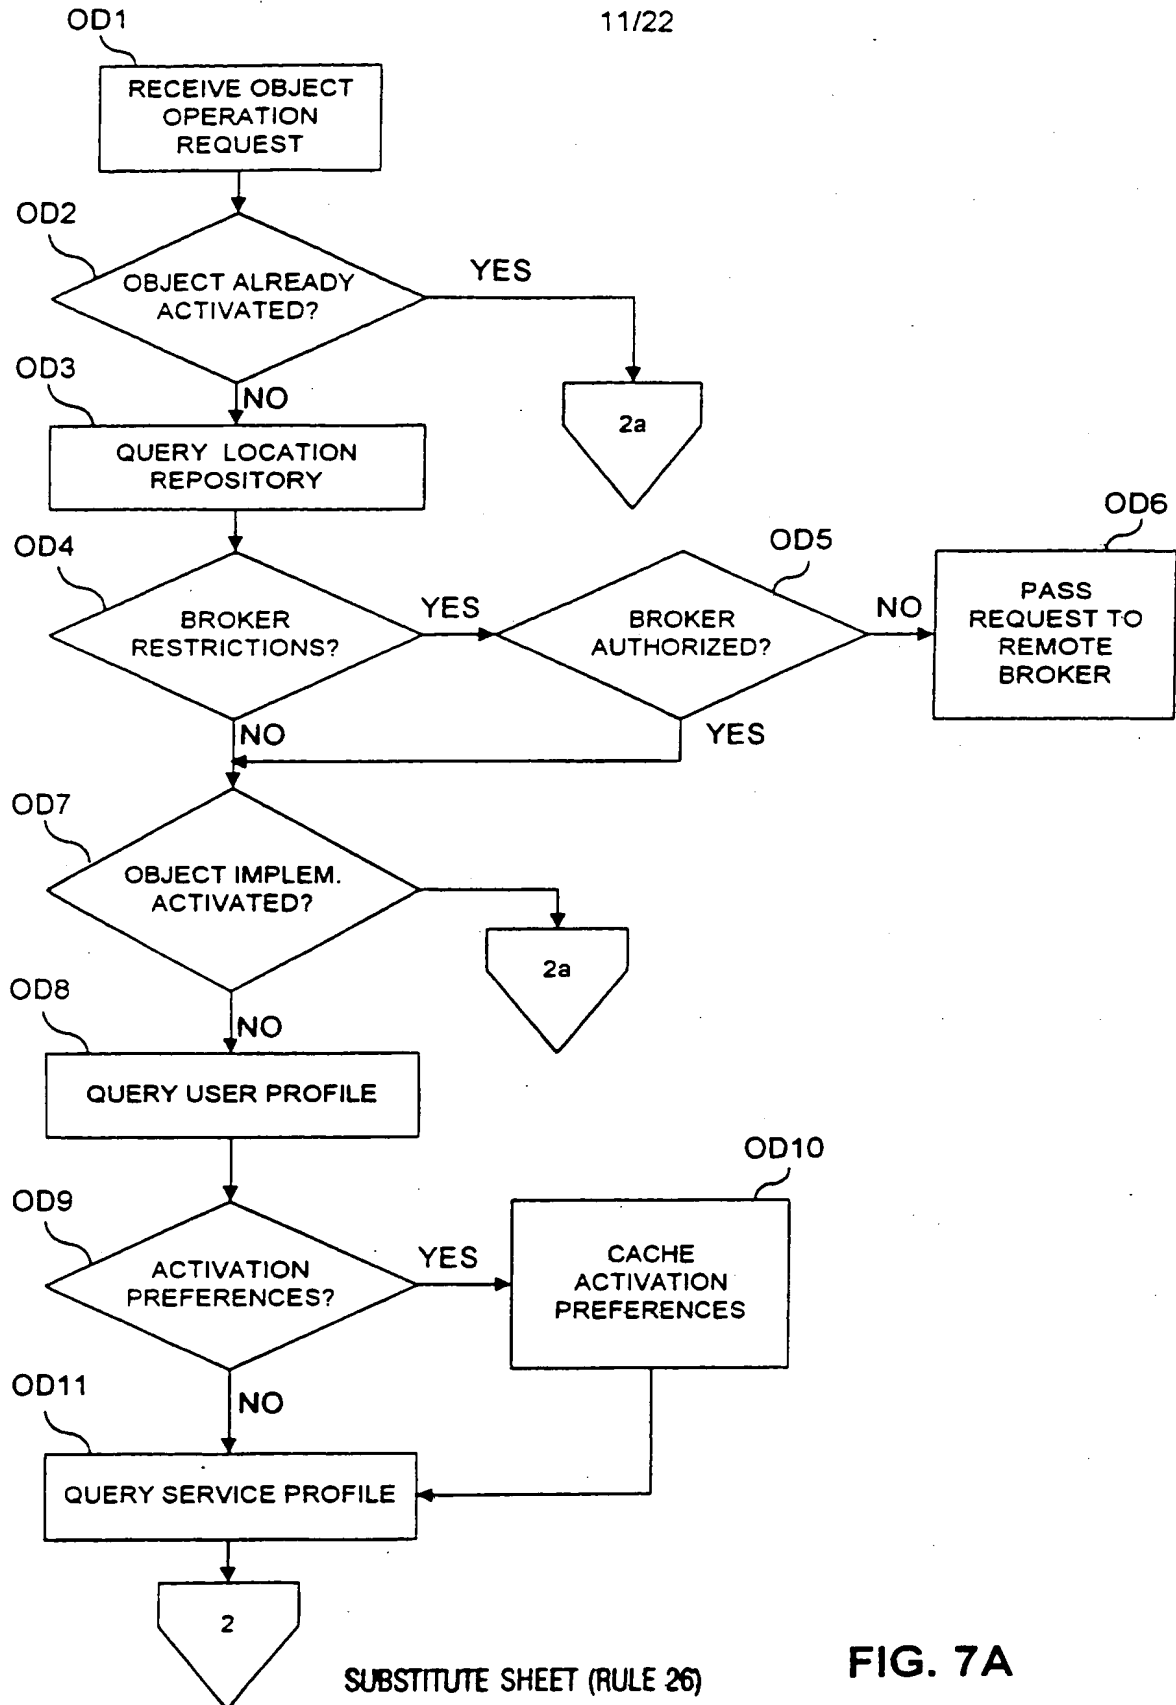 11/22
OD1
RECEIVE OBJECT
OPERATION
REQUEST
OD2
OBJECT ALREADY
ACTIVATED?
YES
2a
NO
OD3
QUERY LOCATION
REPOSITORY
OD4
BROKER
RESTRICTIONS?
YES
OD5
BROKER
AUTHORIZED?
NO
OD6
PASS
REQUEST TO
REMOTE
BROKER
NO
YES
OD7
OBJECT IMPLEM.
ACTIVATED?
2a
NO
OD8
QUERY USER PROFILE
OD9
ACTIVATION
PREFERENCES?
YES
OD10
CACHE
ACTIVATION
PREFERENCES
NO
OD11
QUERY SERVICE PROFILE
2
SUBSTITUTE SHEET (RULE 26)
FIG. 7A